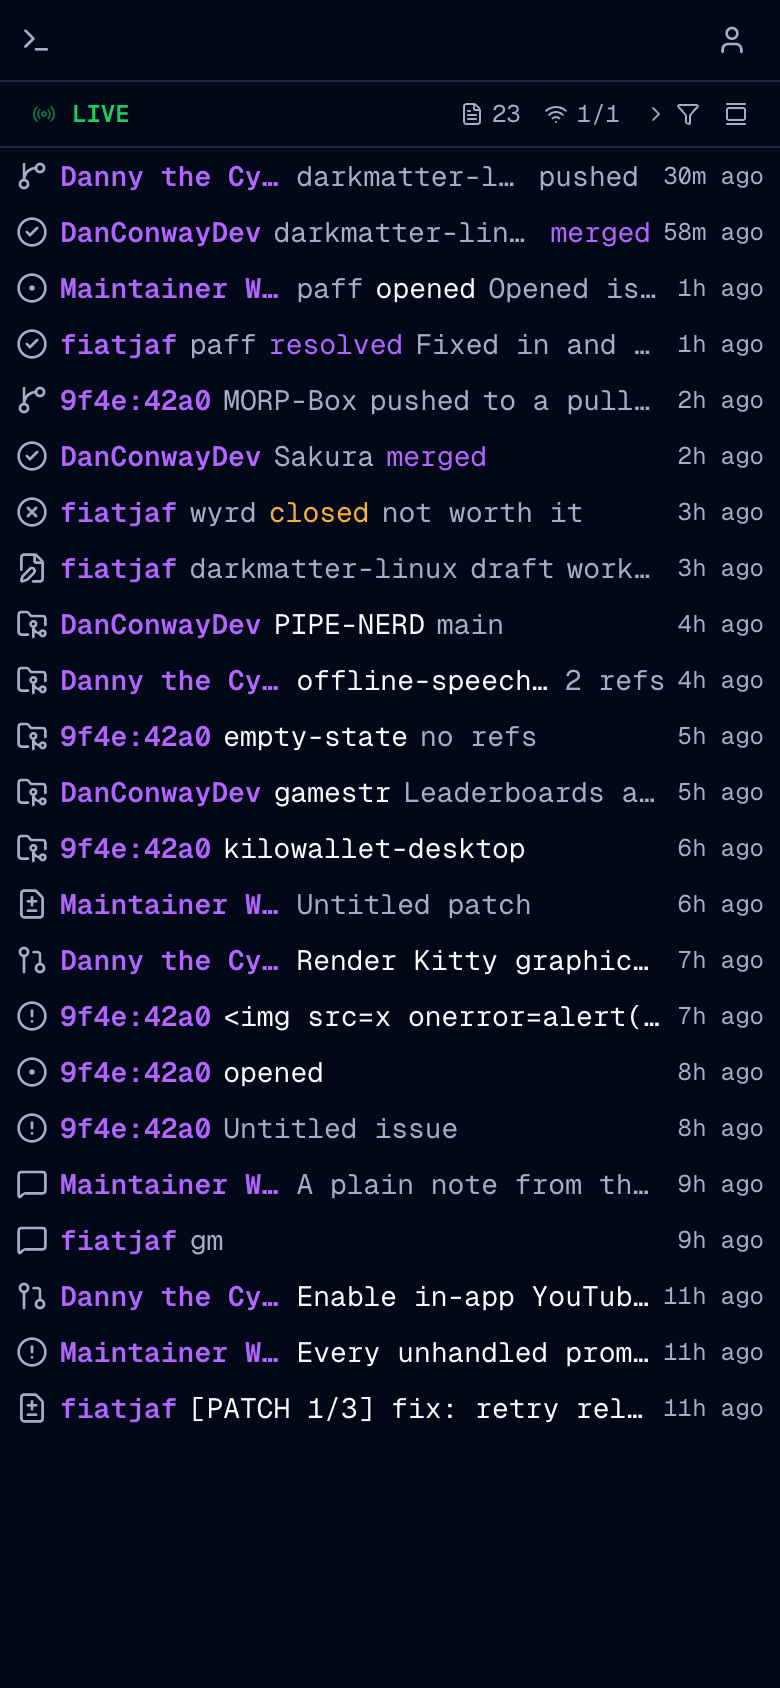 LIVE 23 1/1
Danny the Cy… darkmatter-l… pushed 30m ago
DanConwayDev darkmatter-lin… merged 58m ago
Maintainer W… paff opened Opened is… 1h ago
fiatjaf paff resolved Fixed in and … 1h ago
9f4e:42a0 MORP-Box pushed to a pull… 2h ago
DanConwayDev Sakura merged 2h ago
fiatjaf wyrd closed not worth it 3h ago
fiatjaf darkmatter-linux draft work… 3h ago
DanConwayDev PIPE-NERD main 4h ago
Danny the Cy… offline-speech… 2 refs 4h ago
9f4e:42a0 empty-state no refs 5h ago
DanConwayDev gamestr Leaderboards a… 5h ago
9f4e:42a0 kilowallet-desktop 6h ago
Maintainer W… Untitled patch 6h ago
Danny the Cy… Render Kitty graphic… 7h ago
9f4e:42a0 <img src=x onerror=alert(… 7h ago
9f4e:42a0 opened 8h ago
9f4e:42a0 Untitled issue 8h ago
Maintainer W… A plain note from th… 9h ago
fiatjaf gm 9h ago
Danny the Cy… Enable in-app YouTub… 11h ago
Maintainer W… Every unhandled prom… 11h ago
fiatjaf [PATCH 1/3] fix: retry rel… 11h ago